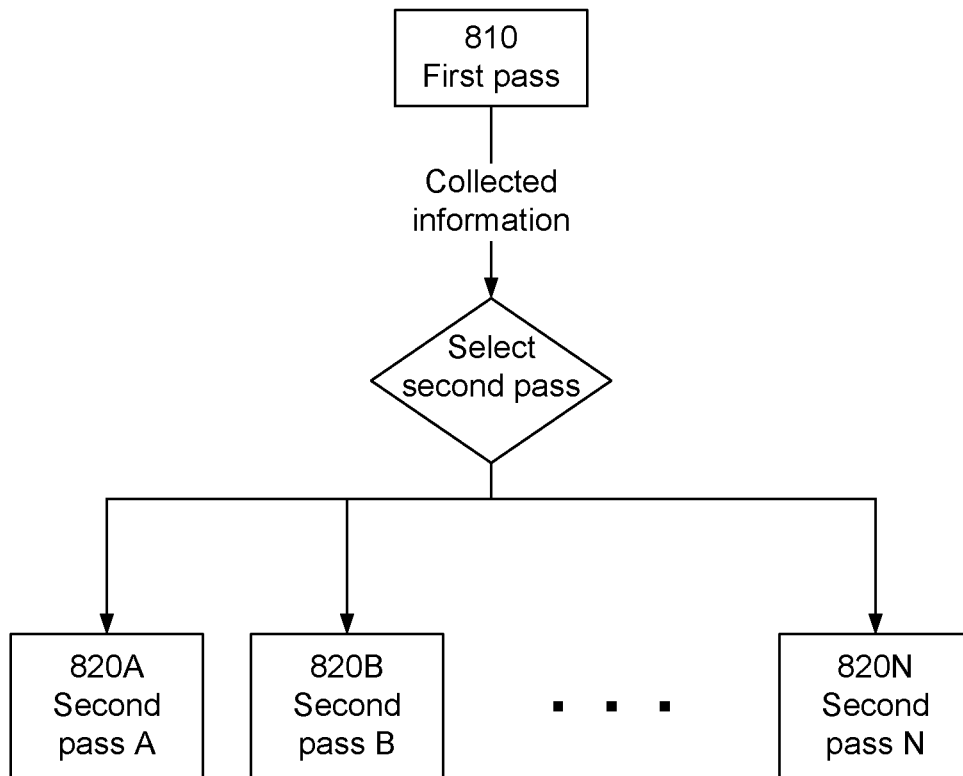 810
First pass
Collected
information
Select
second pass
820A
Second
pass A
820B
Second
pass B
. . .
820N
Second
pass N